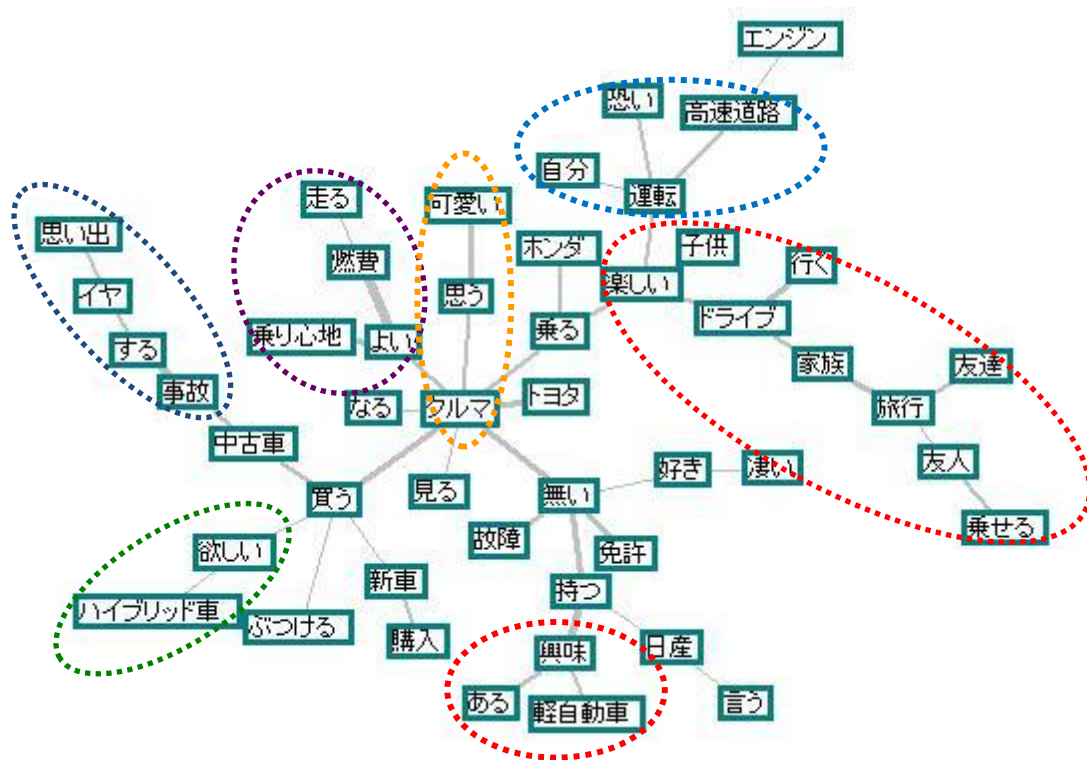 エンジン
恐い
高速道路
自分
運転
走る
可愛い
思い出
ホンダ
子供
行く
燃費
楽しい
イヤ
思う
ドライブ
乗り心地
よい
乗る
する
家族
友達
事故
なる
クルマ
トヨタ
旅行
中古車
友人
見る
好き
凄い
買う
無い
乗せる
欲しい
故障
免許
新車
持つ
ハイブリッド車
ぶつける
購入
興味
日産
ある
軽自動車
言う